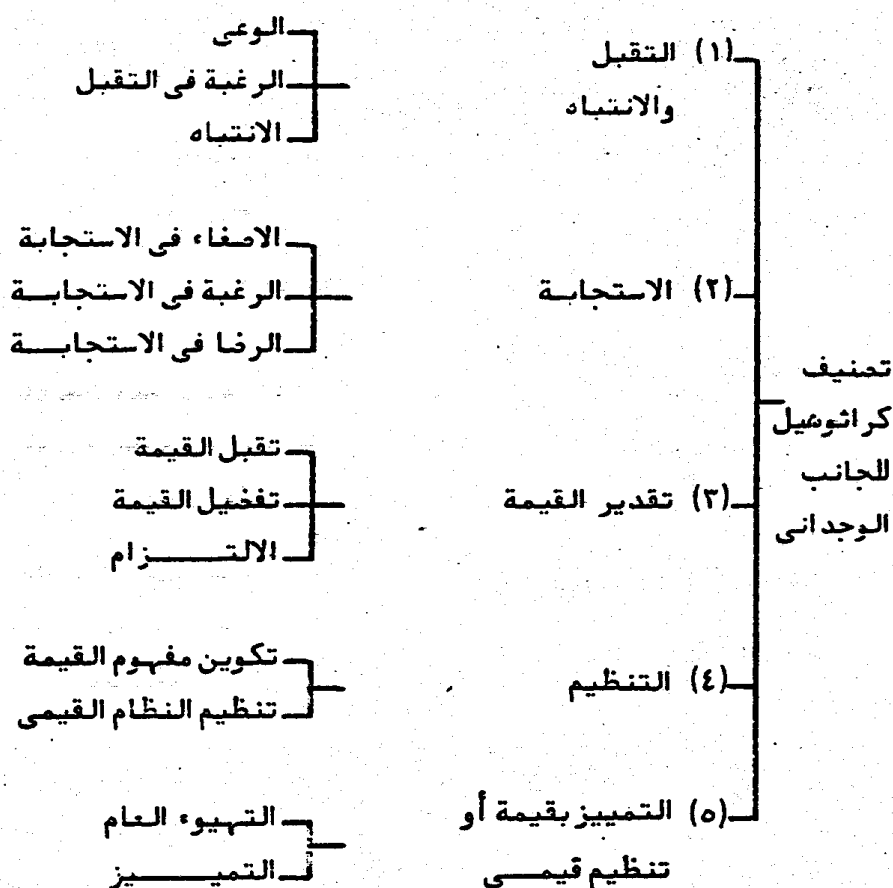 تصنيف
كراثوميل
للجانب
الوجدانى
(١) التقبل
والانتباه
الوعى
الرغبة فى التقبل
الانتباه
(٢) الاستجابة
الاصغاء فى الاستجابة
الرغبة فى الاستجابة
الرضا فى الاستجابة
(٣) تقدير القيمة
تقبل القيمة
تفضيل القيمة
الالتزام
(٤) التنظيم
تكوين مفهوم القيمة
تنظيم النظام القيمى
(٥) التمييز بقيمة أو
تنظيم قيمى
التهيوء العام
التمييز